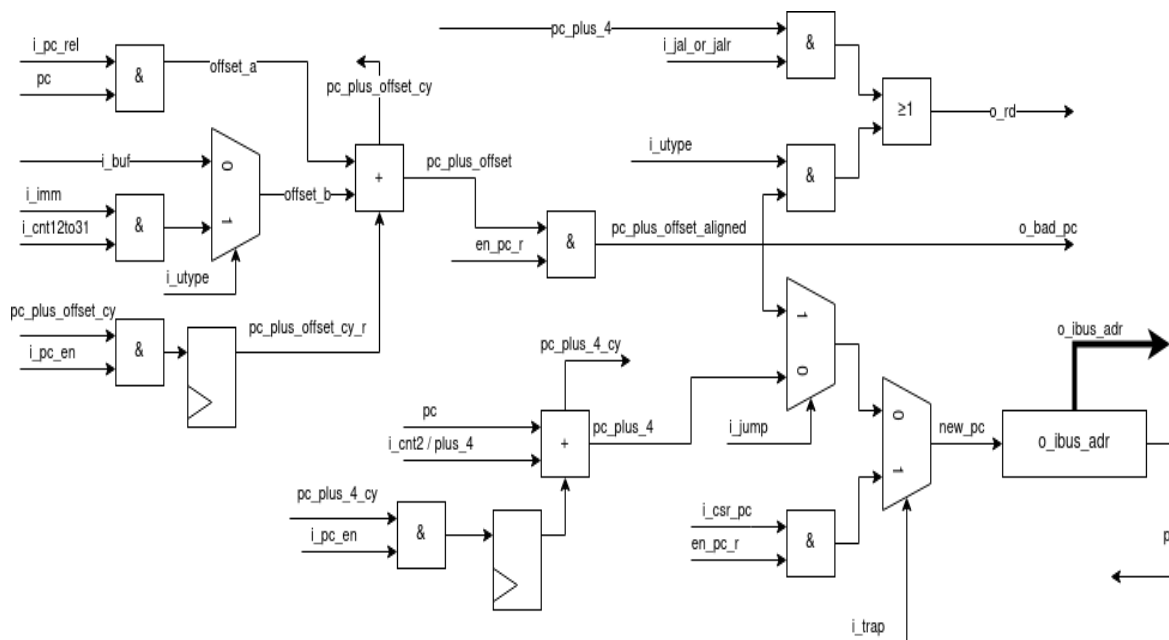 i_pc_rel
pc
&
offset_a
pc_plus_offset_cy
pc_plus_4
i_jal_or_jalr
&
≥1
o_rd
i_buf
0
1
i_imm
i_cnt12to31
&
offset_b
i_utype
+
pc_plus_offset
i_utype
&
en_pc_r
&
pc_plus_offset_aligned
o_bad_pc
pc_plus_offset_cy
i_pc_en
&
pc_plus_offset_cy_r
pc_plus_4_cy
pc
i_cnt2 / plus_4
+
pc_plus_4
1
0
i_jump
0
1
new_pc
o_ibus_adr
o_ibus_adr
pc_plus_4_cy
i_pc_en
&
i_csr_pc
en_pc_r
&
i_trap
p